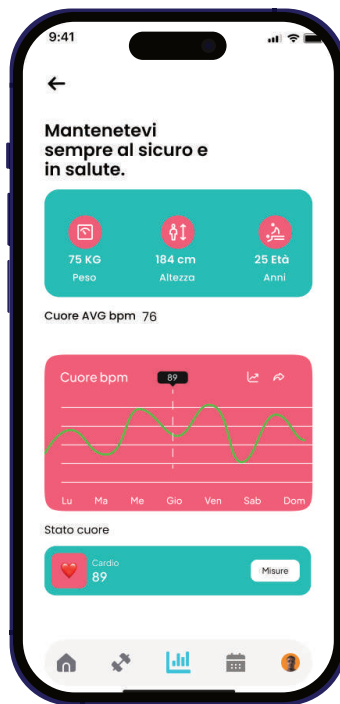 9:41
Mantenetevi
sempre al sicuro e
in salute.
75 KG 184 cm 25 Età
Peso Altezza Anni
Cuore AVG bpm 76
Cuore bpm 89
Lu Ma Me Gio Ven Sab Dom
Stato cuore
Cardio
89
Misure